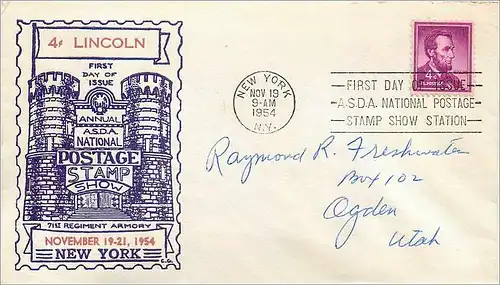 4¢ LINCOLN
FIRST
DAY OF
ISSUE
ANNUAL
A.S.D.A.
NATIONAL
POSTAGE
STAMP
SHOW
71ST REGIMENT ARMORY
NOVEMBER 19-21, 1954
NEW YORK
C.G.
NEW YORK
NOV 19
9-AM
1954
N.Y.
FIRST DAY OF ISSUE
A.S.D.A. NATIONAL POSTAGE
STAMP SHOW STATION
4¢
Raymond R. Freshwater
Box 102
Ogden
Utah